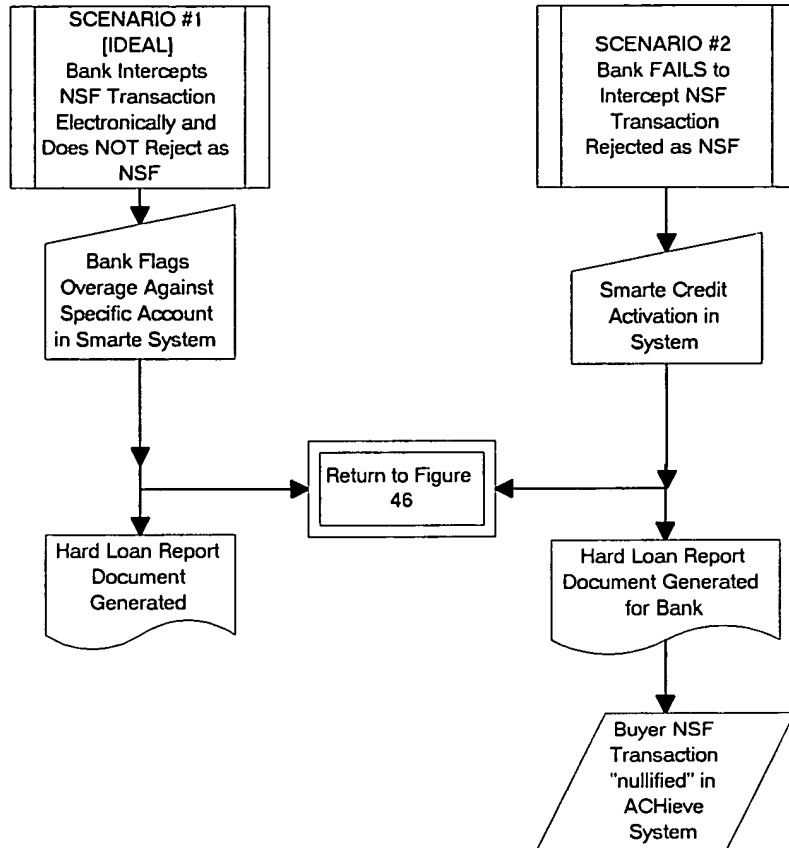 SCENARIO #1
[IDEAL]
Bank Intercepts
NSF Transaction
Electronically and
Does NOT Reject as
NSF
SCENARIO #2
Bank FAILS to
Intercept NSF
Transaction
Rejected as NSF
Bank Flags
Overage Against
Specific Account
in Smarte System
Smarte Credit
Activation in
System
Return to Figure
46
Hard Loan Report
Document
Generated
Hard Loan Report
Document Generated
for Bank
Buyer NSF
Transaction
"nullified" in
ACHieve
System